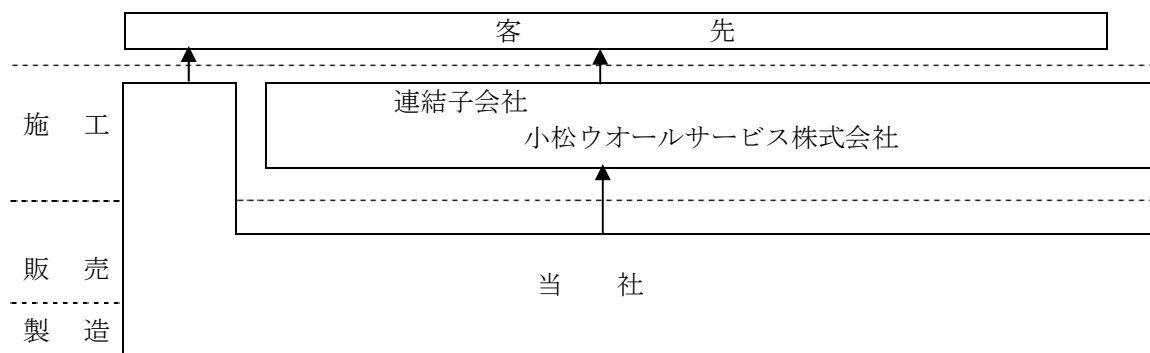 客　先
施　工
連結子会社
小松ウオールサービス株式会社
販　売
当　社
製　造